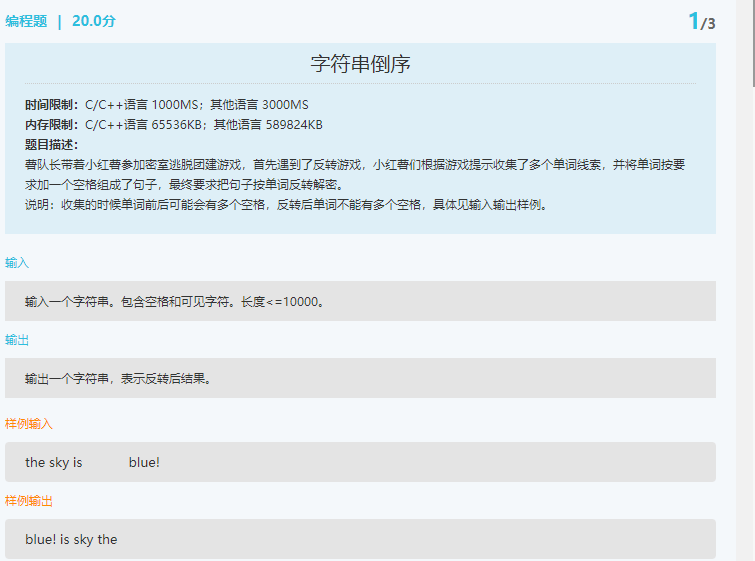 编程题 | 20.0分
1/3
字符串倒序
时间限制：C/C++语言 1000MS；其他语言 3000MS
内存限制：C/C++语言 65536KB；其他语言 589824KB
题目描述：
薯队长带着小红薯参加密室逃脱团建游戏，首先遇到了反转游戏，小红薯们根据游戏提示收集了多个单词线索，并将单词按要
求加一个空格组成了句子，最终要求把句子按单词反转解密。
说明：收集的时候单词前后可能会有多个空格，反转后单词不能有多个空格，具体见输入输出样例。
输入
输入一个字符串。包含空格和可见字符。长度<=10000。
输出
输出一个字符串，表示反转后结果。
样例输入
the sky is             blue!
样例输出
blue! is sky the